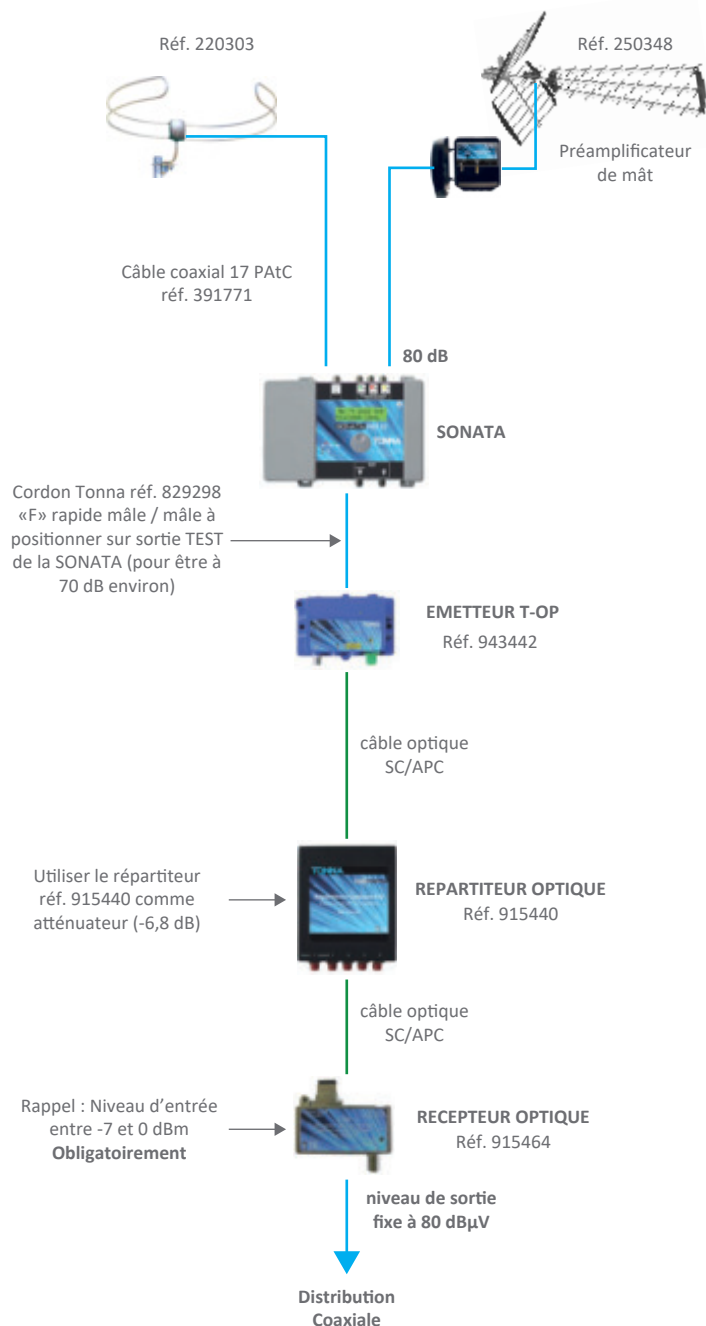 Réf. 220303
Réf. 250348
Préamplificateur
de mât
Câble coaxial 17 PAtC
réf. 391771
80 dB
SONATA
TONNA
Cordon Tonna réf. 829298
«F» rapide mâle / mâle à
positionner sur sortie TEST
de la SONATA (pour être à
70 dB environ)
EMETTEUR T-OP
Réf. 943442
câble optique
SC/APC
TONNA
Utiliser le répartiteur
réf. 915440 comme
atténuateur (-6,8 dB)
REPARTITEUR OPTIQUE
Réf. 915440
câble optique
SC/APC
Rappel : Niveau d'entrée
entre -7 et 0 dBm
Obligatoirement
RECEPTEUR OPTIQUE
Réf. 915464
niveau de sortie
fixe à 80 dBµV
Distribution
Coaxiale